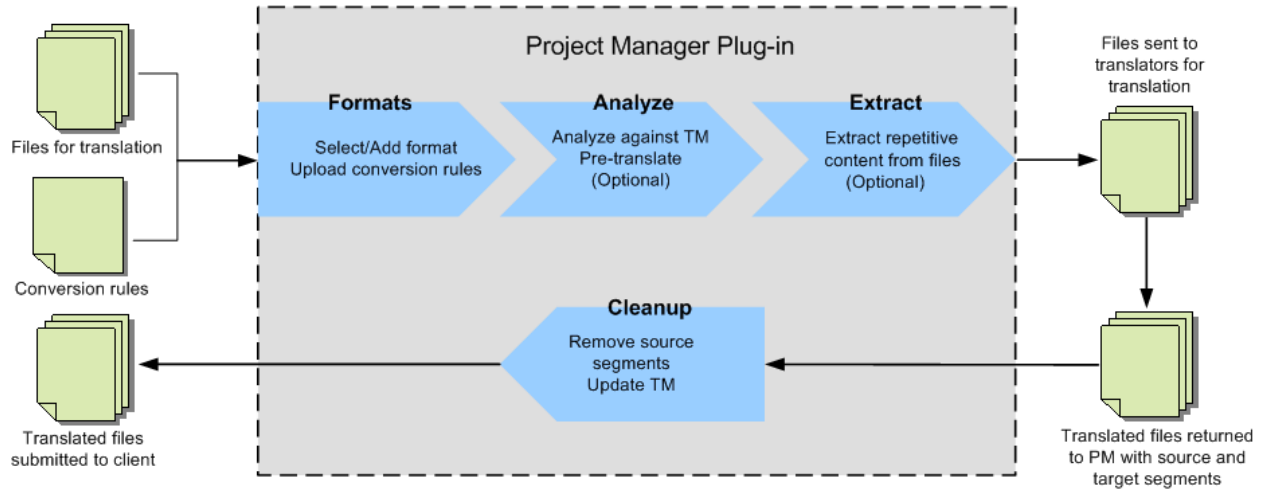 Project Manager Plug-in
Files for translation
Conversion rules
Formats
Select/Add format
Upload conversion rules
Analyze
Analyze against TM
Pre-translate
(Optional)
Extract
Extract repetitive
content from files
(Optional)
Files sent to
translators for
translation
Translated files returned
to PM with source and
target segments
Cleanup
Remove source
segments
Update TM
Translated files
submitted to client